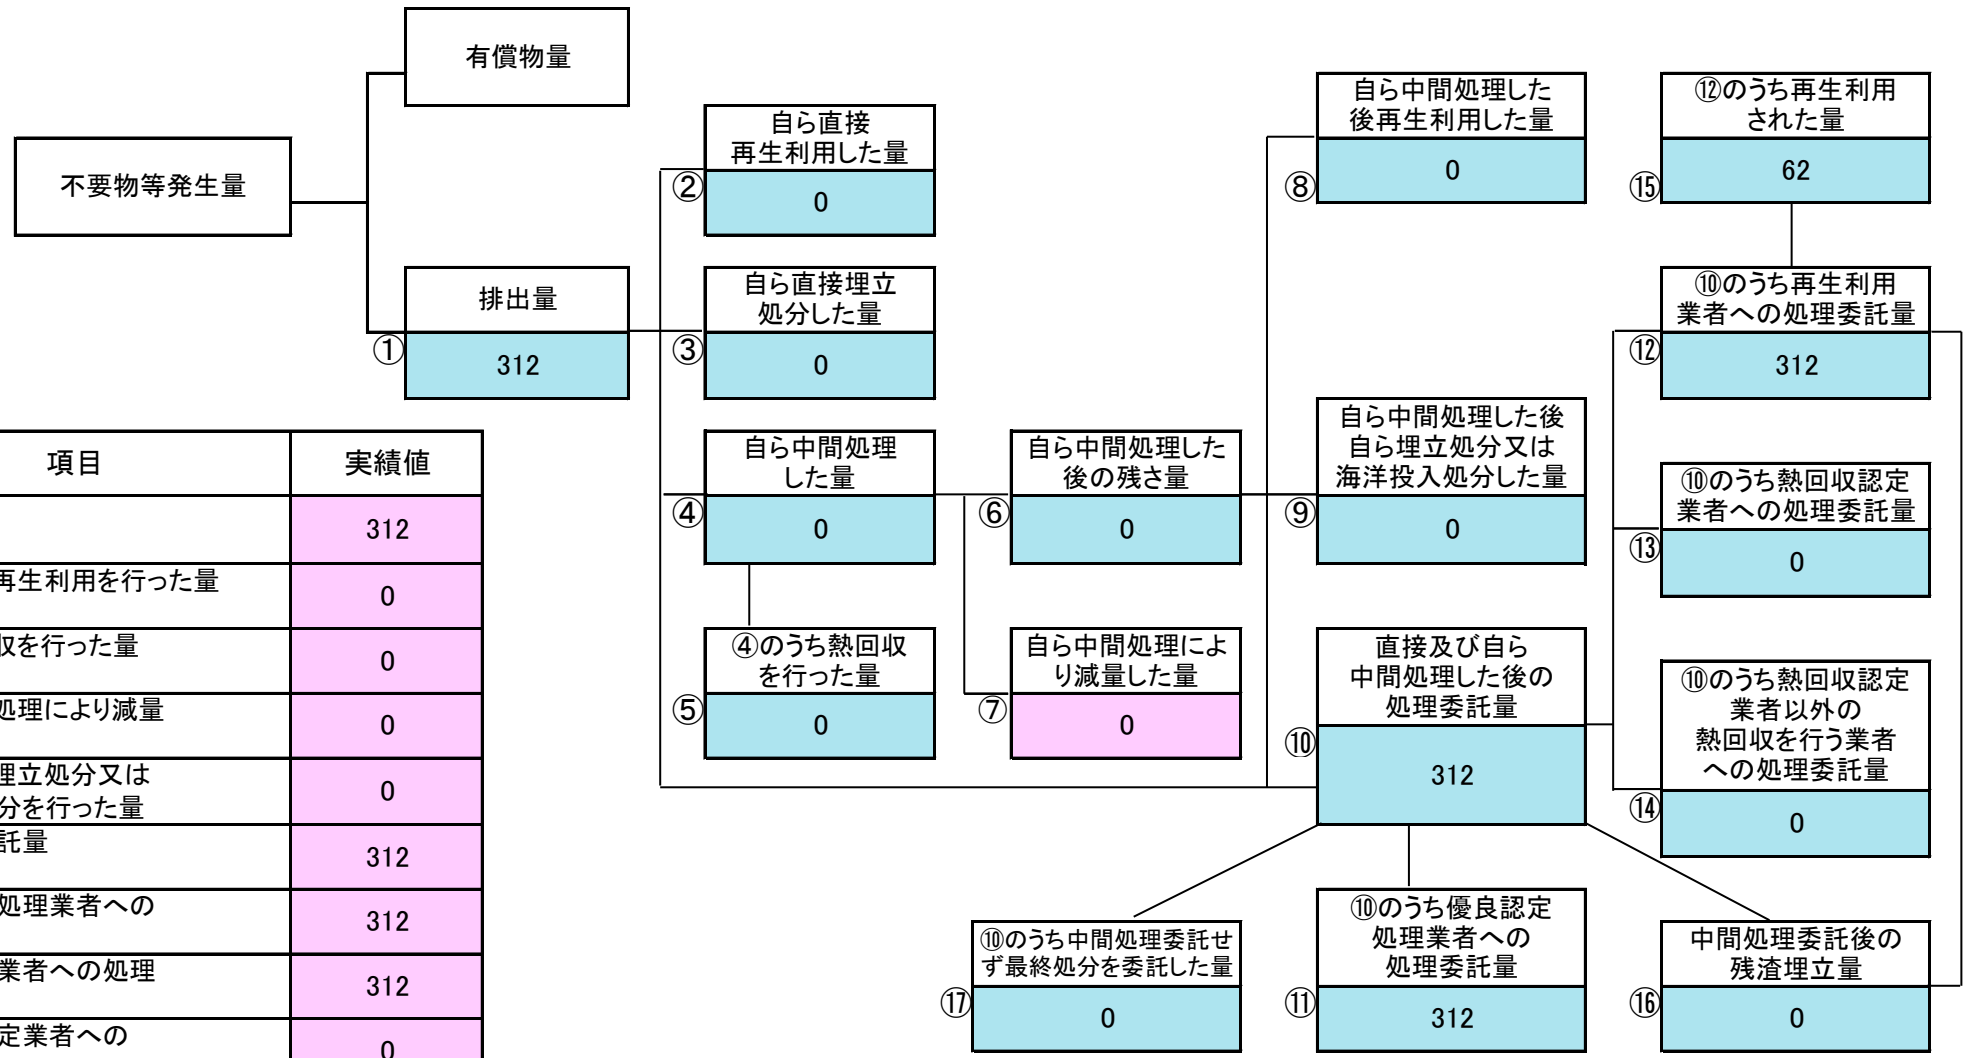 有償物量
不要物等発生量
自ら直接
再生利用した量
②
0
自ら中間処理した
後再生利用した量
⑧
0
⑫のうち再生利用
された量
⑮
62
排出量
①
312
自ら直接埋立
処分した量
③
0
⑩のうち再生利用
業者への処理委託量
⑫
312
自ら中間処理
した量
④
0
自ら中間処理した
後の残さ量
⑥
0
自ら中間処理した後
自ら埋立処分又は
海洋投入処分した量
⑨
0
⑩のうち熱回収認定
業者への処理委託量
⑬
0
④のうち熱回収
を行った量
⑤
0
自ら中間処理によ
り減量した量
⑦
0
直接及び自ら
中間処理した後の
処理委託量
⑩
312
⑩のうち熱回収認定
業者以外の
熱回収を行う業者
への処理委託量
⑭
0
⑩のうち中間処理委託せ
ず最終処分を委託した量
⑰
0
⑩のうち優良認定
処理業者への
処理委託量
⑪
312
中間処理委託後の
残渣埋立量
⑯
0
項目 実績値
312
再生利用を行った量
0
収を行った量
0
処理により減量
0
埋立処分又は
分を行った量
0
託量
312
処理業者への
312
業者への処理
312
定業者への
0